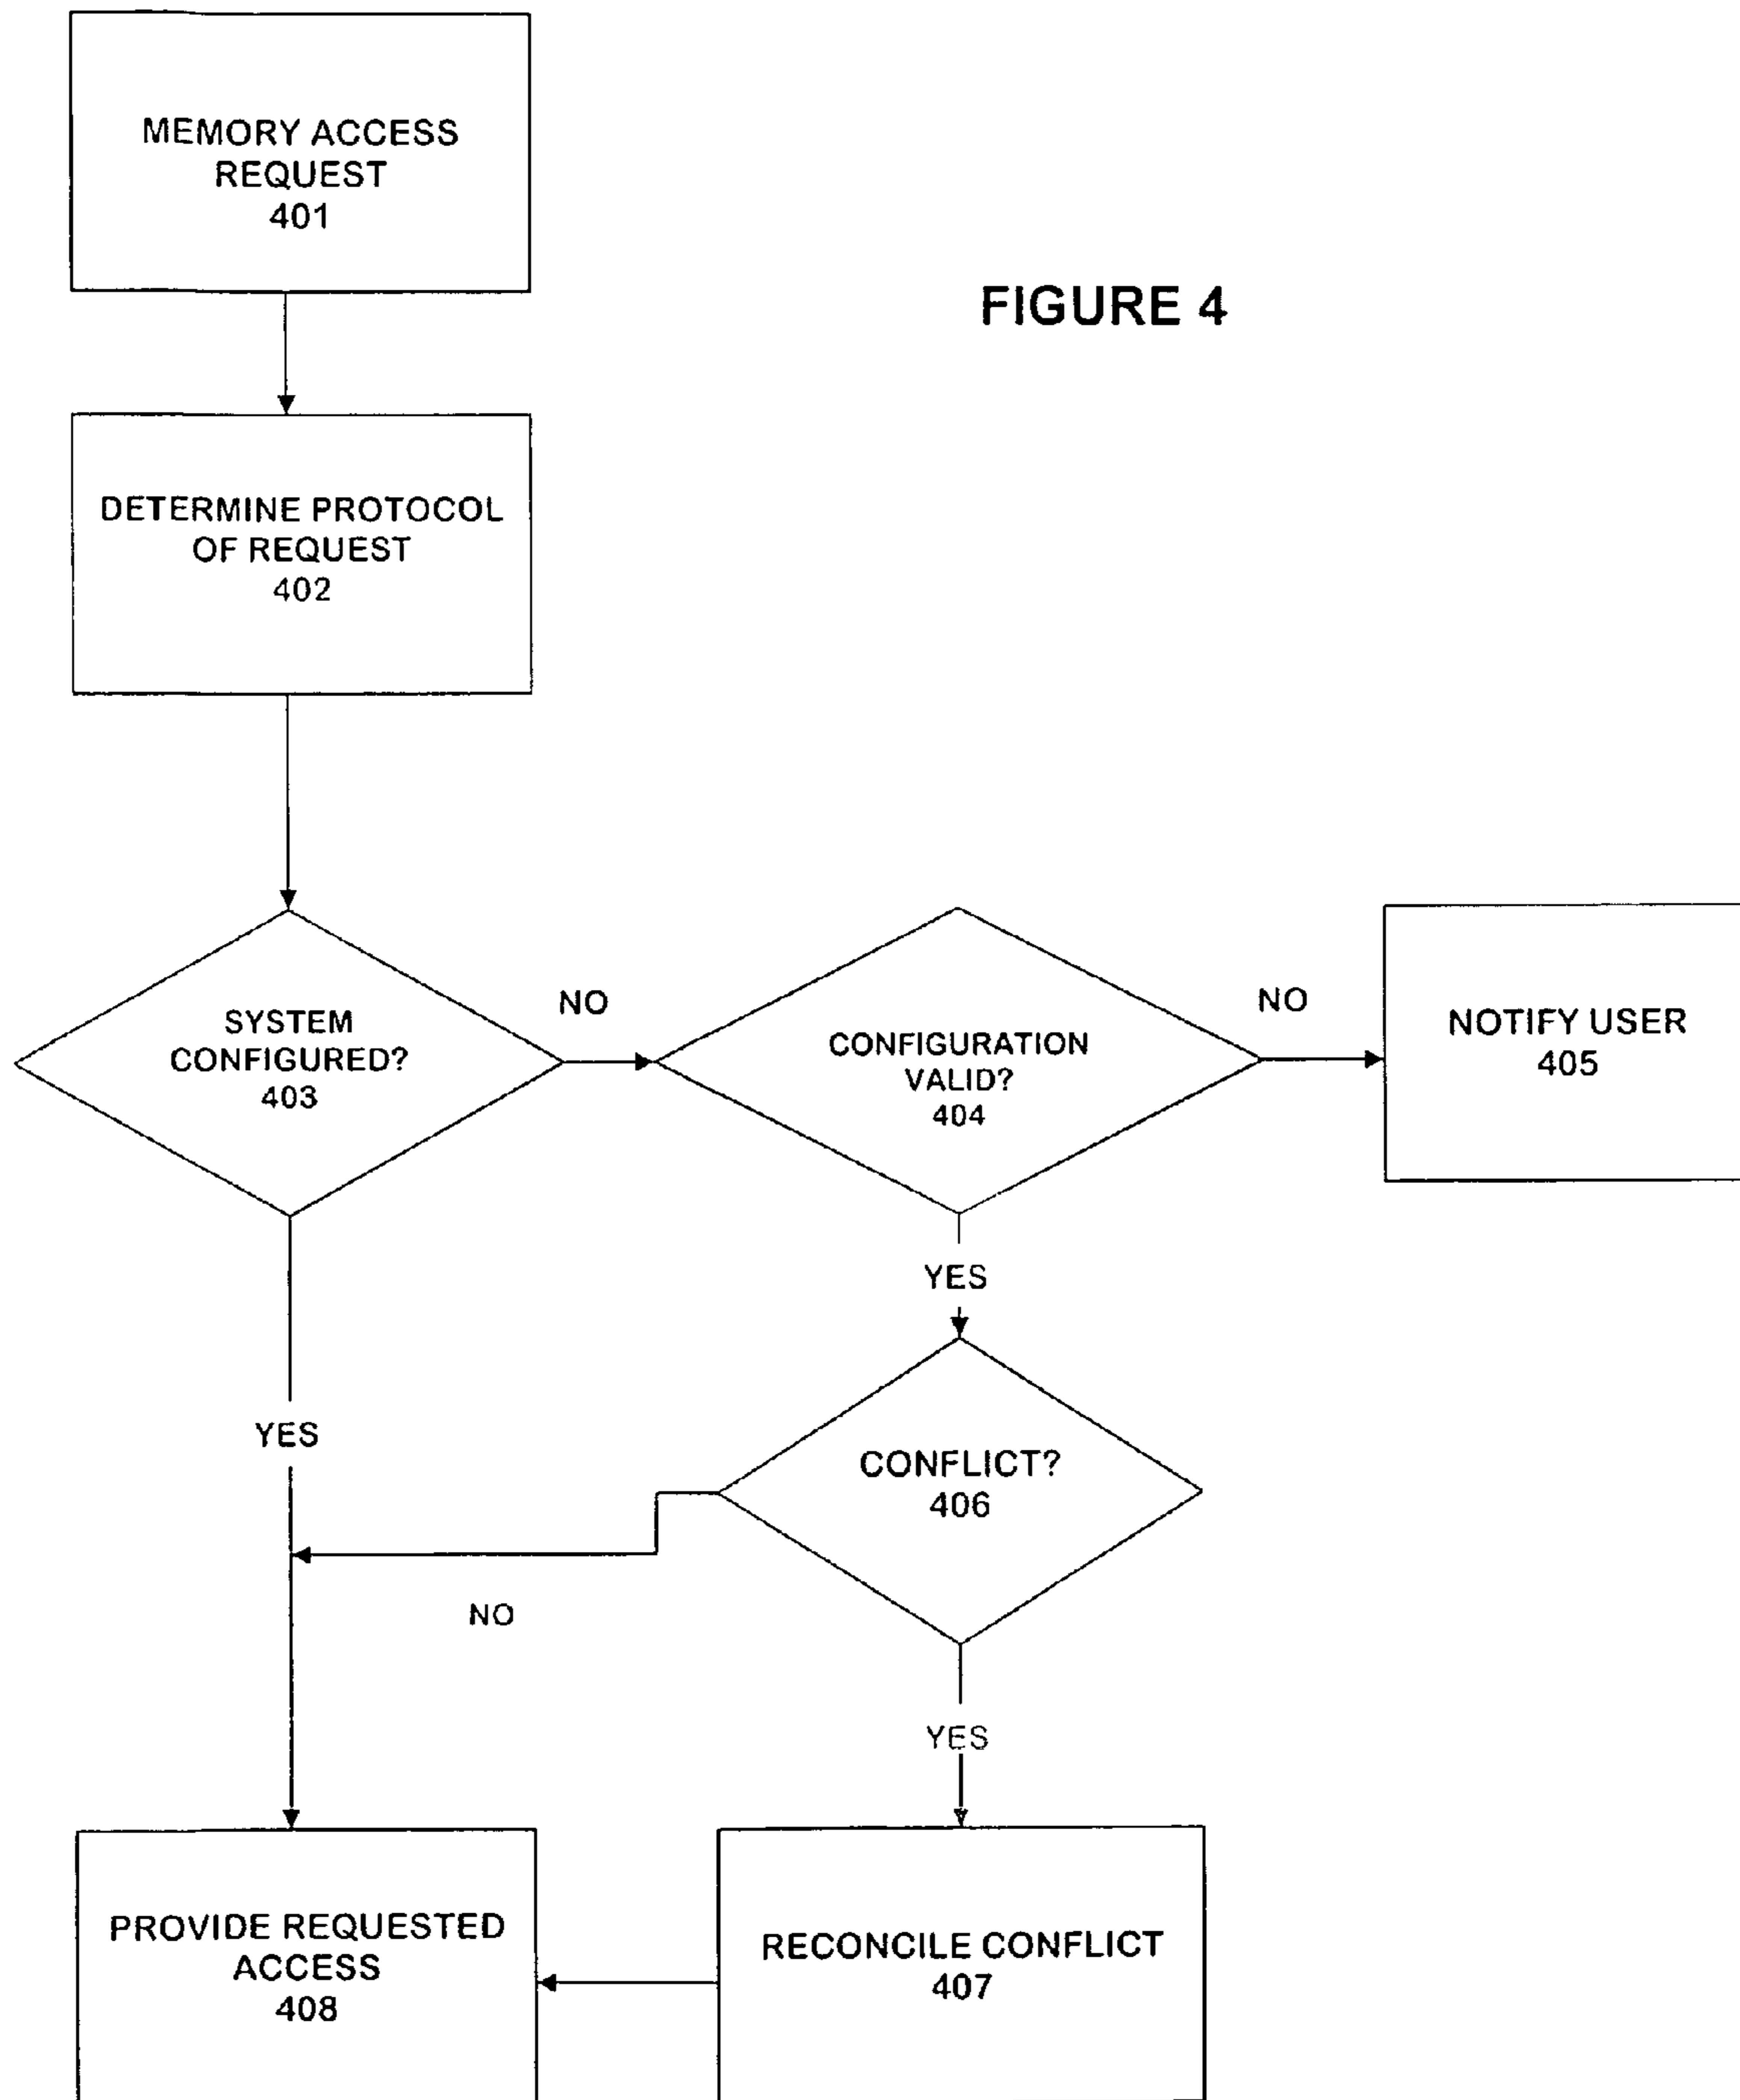 MEMORY ACCESS
REQUEST
401
FIGURE 4
DETERMINE PROTOCOL
OF REQUEST
402
SYSTEM
CONFIGURED?
403
NO
CONFIGURATION
VALID?
404
NO
NOTIFY USER
405
YES
YES
CONFLICT?
406
NO
YES
PROVIDE REQUESTED
ACCESS
408
RECONCILE CONFLICT
407